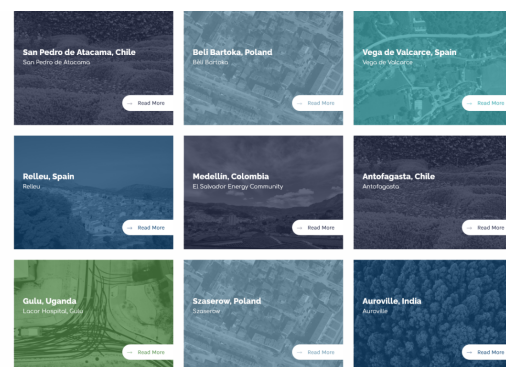 San Pedro de Atacama, Chile
San Pedro de Atacama
→ Read More
Beli Bartoka, Poland
Beli Bartoka
→ Read More
Vega de Valcarce, Spain
Vega de Valcarce
→ Read More
Relleu, Spain
Relleu
→ Read More
Medellín, Colombia
El Salvador Energy Community
→ Read More
Antofagasta, Chile
Antofagasta
→ Read More
Gulu, Uganda
Lacor Hospital, Gulu
→ Read More
Szaserow, Poland
Szaserow
→ Read More
Auroville, India
Auroville
→ Read More